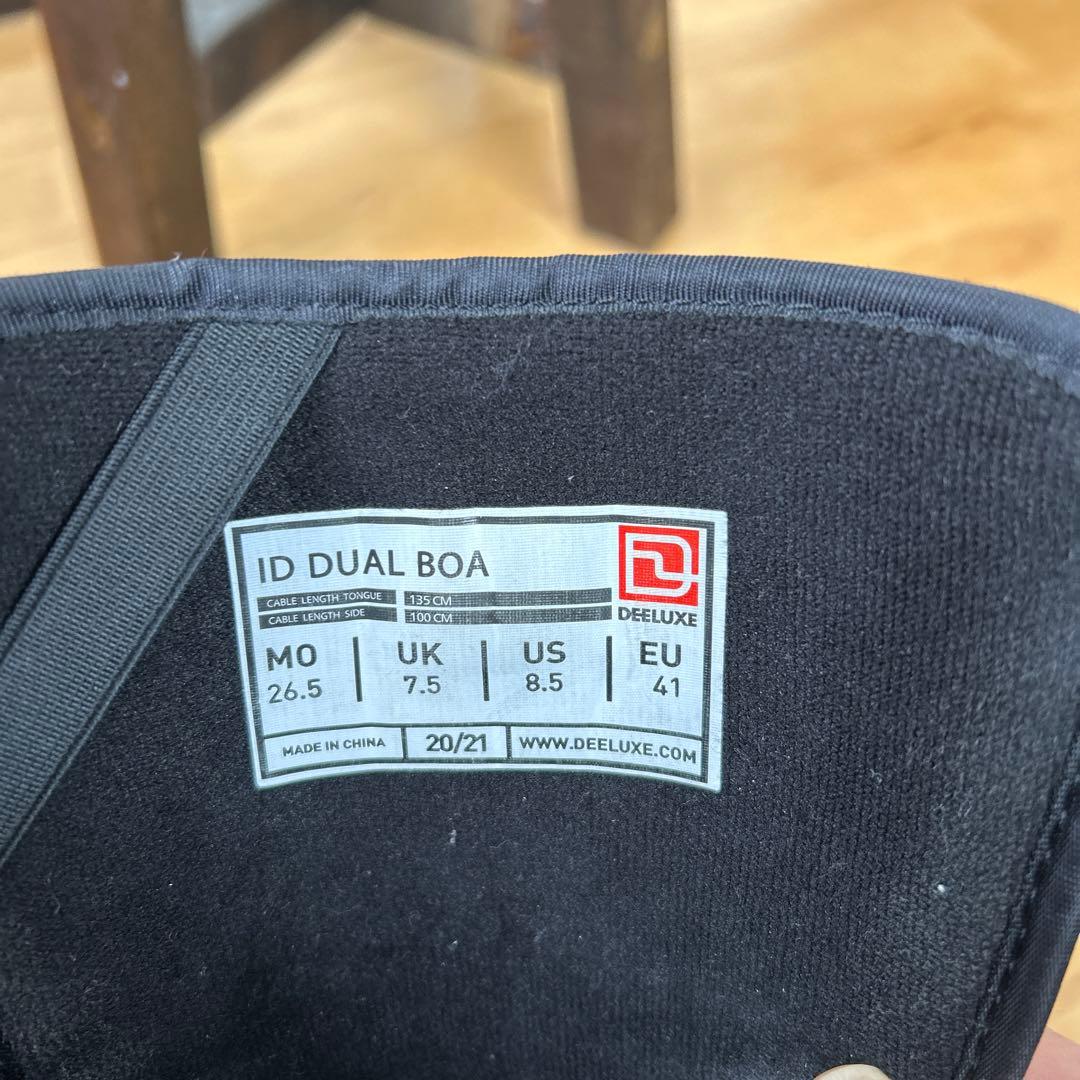 ID DUAL BOA
CABLE LENGTH TONGUE 135 CM
CABLE LENGTH SIDE 100 CM
DEELUXE
MO UK US EU
26.5 7.5 8.5 41
MADE IN CHINA 20/21 WWW.DEELUXE.COM